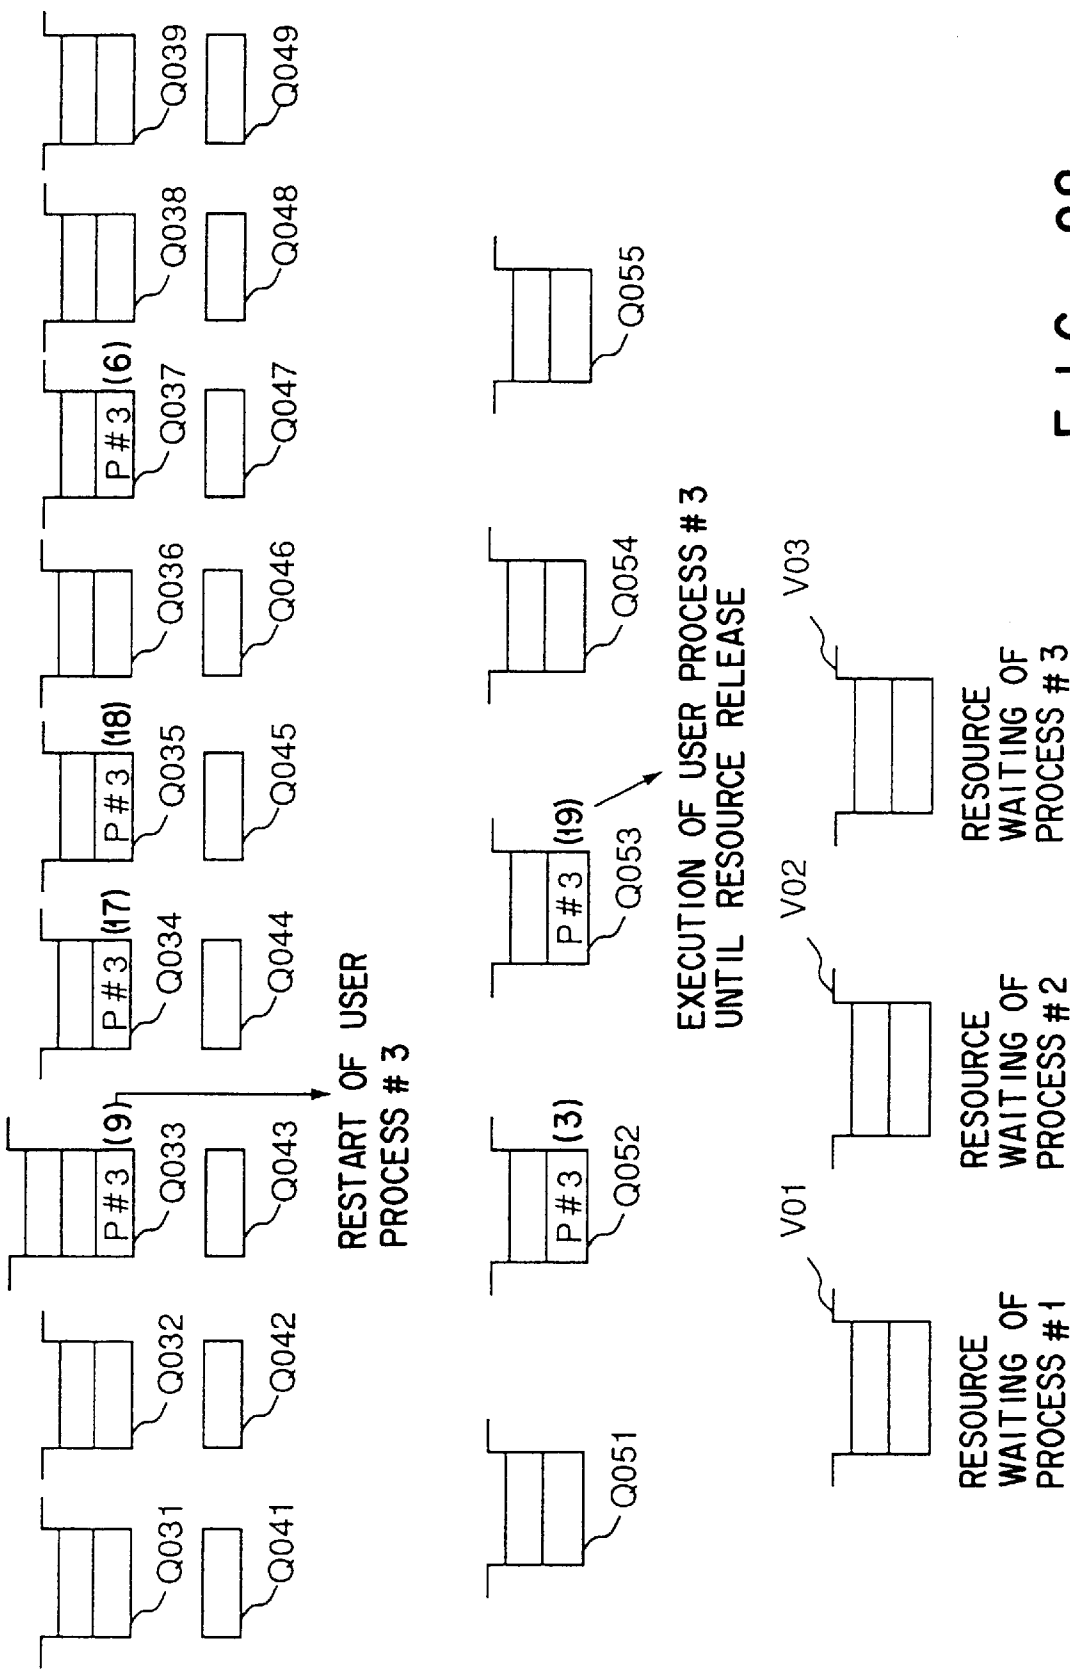 P#3 (9) P#3 (17) P#3 (18) P#3 (6)
Q031 Q032 Q033 Q034 Q035 Q036 Q037 Q038 Q039
Q041 Q042 Q043 Q044 Q045 Q046 Q047 Q048 Q049
RESTART OF USER
PROCESS #3
P#3 (3) P#3 (19)
Q051 Q052 Q053 Q054 Q055
EXECUTION OF USER PROCESS #3
UNTIL RESOURCE RELEASE
V01 V02 V03
RESOURCE
WAITING OF
PROCESS #1
RESOURCE
WAITING OF
PROCESS #2
RESOURCE
WAITING OF
PROCESS #3